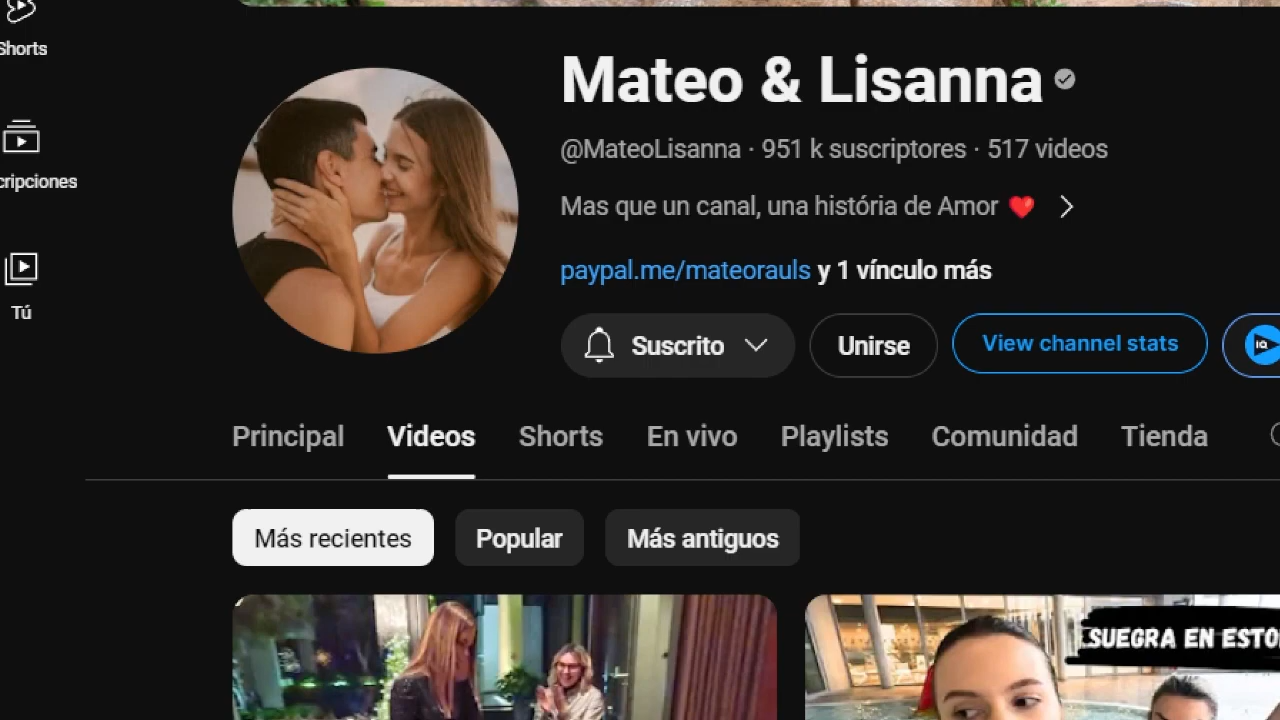 Shorts
Mateo & Lisanna
@MateoLisanna · 951 k suscriptores · 517 videos
cripciones
Mas que un canal, una história de Amor ❤️
paypal.me/mateorauls y 1 vínculo más
Tú
Suscrito
Unirse
View channel stats
IQ
Principal
Videos
Shorts
En vivo
Playlists
Comunidad
Tienda
Más recientes
Popular
Más antiguos
SUEGRA EN ESTO